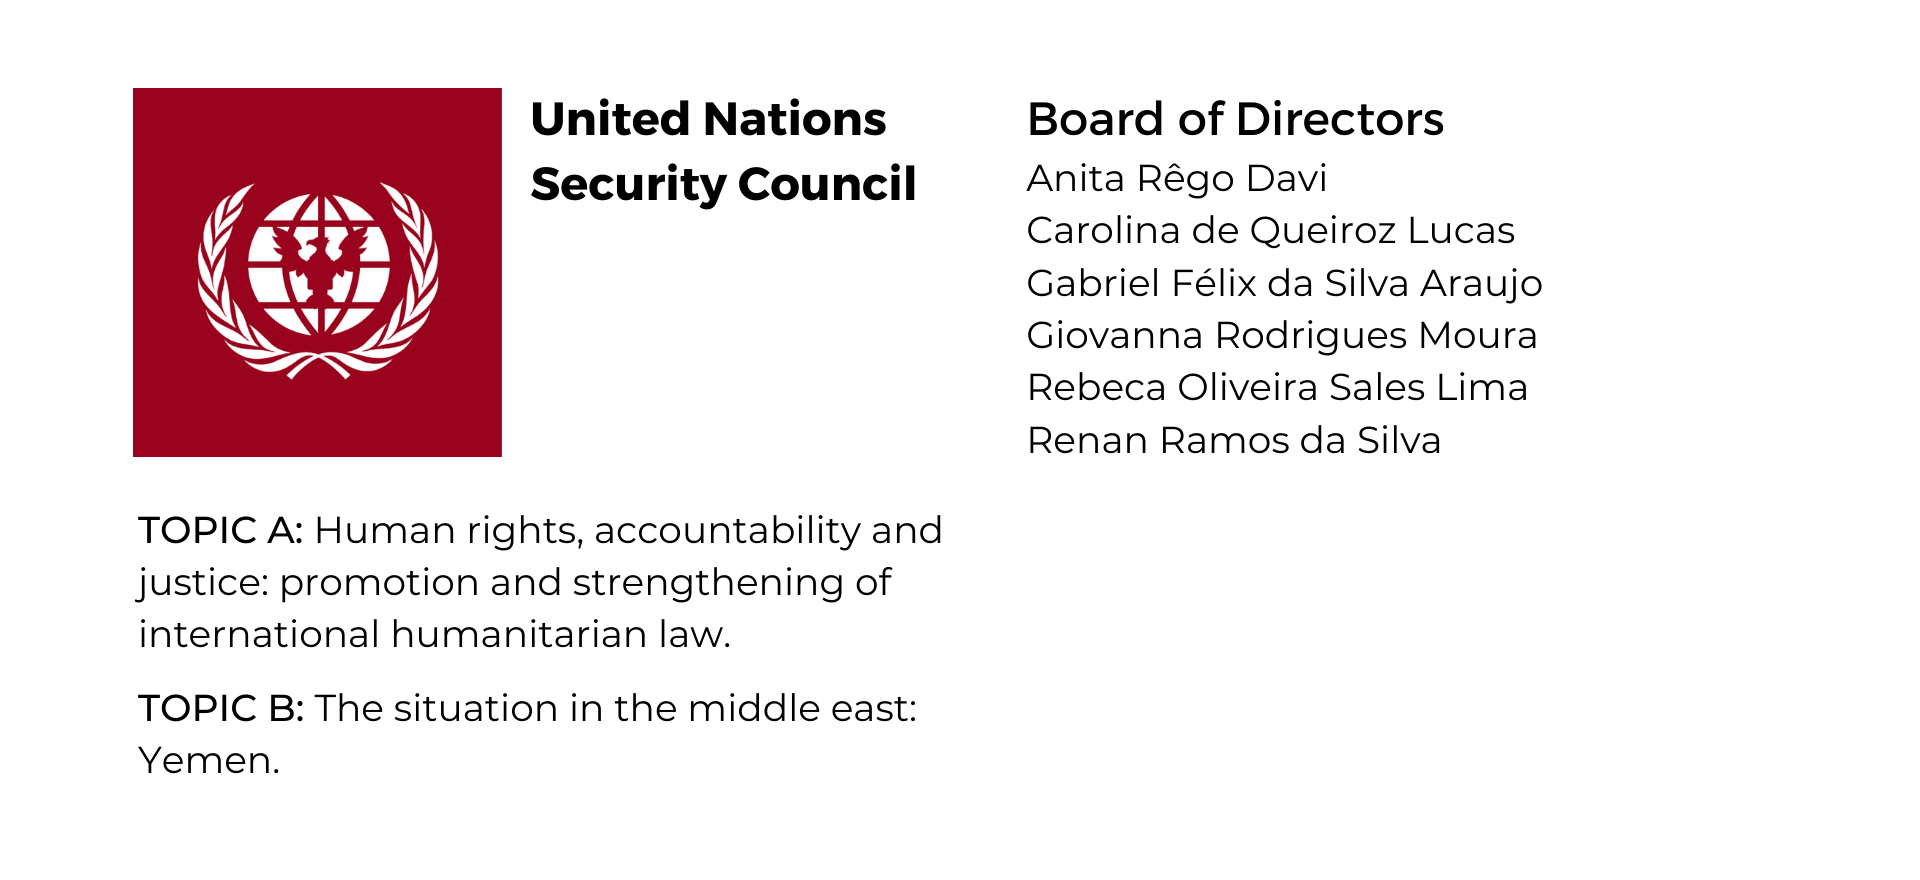 United Nations
Security Council
Board of Directors
Anita Rêgo Davi
Carolina de Queiroz Lucas
Gabriel Félix da Silva Araujo
Giovanna Rodrigues Moura
Rebeca Oliveira Sales Lima
Renan Ramos da Silva
TOPIC A: Human rights, accountability and
justice: promotion and strengthening of
international humanitarian law.
TOPIC B: The situation in the middle east:
Yemen.